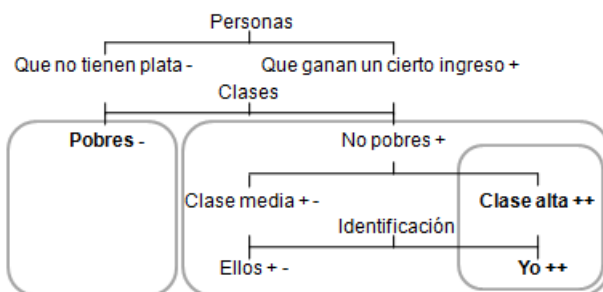 Personas
Que no tienen plata - Que ganan un cierto ingreso +
Clases
Pobres - No pobres +
Clase media + - Clase alta ++
Identificación
Ellos + - Yo ++